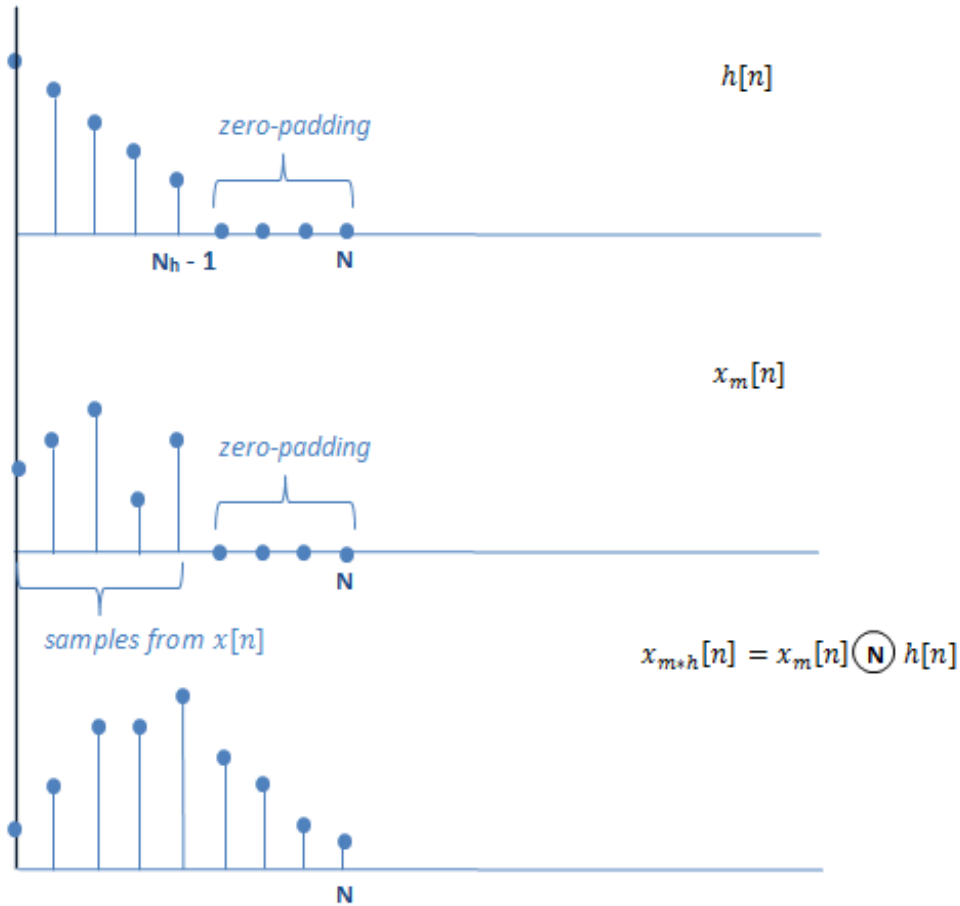 h[n]
zero-padding
Nₕ - 1
N
xₘ[n]
zero-padding
N
samples from x[n]
xₘ∗ₕ[n] = xₘ[n] Ⓝ h[n]
N